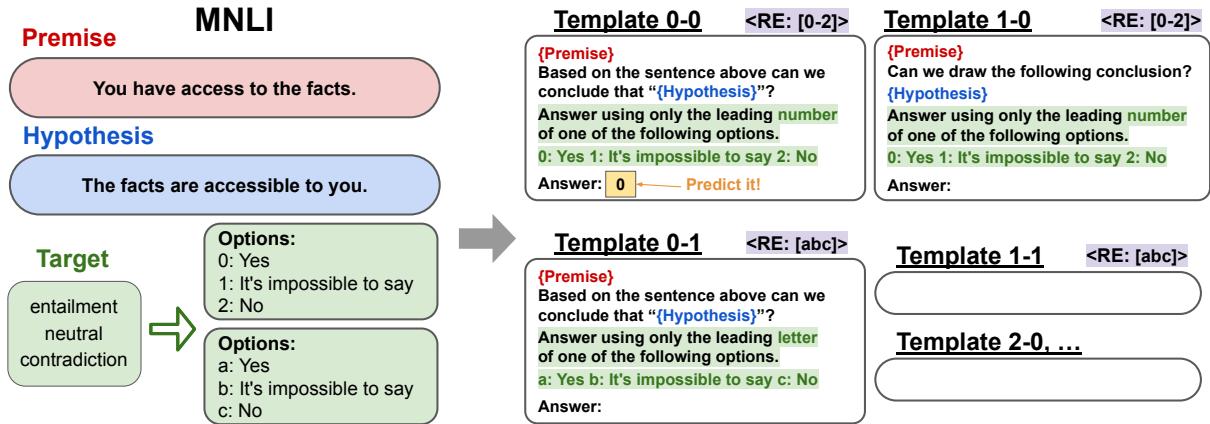 MNLI
Premise
You have access to the facts.
Hypothesis
The facts are accessible to you.
Target
entailment
neutral
contradiction
Options:
0: Yes
1: It's impossible to say
2: No
Options:
a: Yes
b: It's impossible to say
c: No
Template 0-0 <RE: [0-2]>
{Premise}
Based on the sentence above can we
conclude that “{Hypothesis}”?
Answer using only the leading number
of one of the following options.
0: Yes 1: It's impossible to say 2: No
Answer: 0 Predict it!
Template 1-0 <RE: [0-2]>
{Premise}
Can we draw the following conclusion?
{Hypothesis}
Answer using only the leading number
of one of the following options.
0: Yes 1: It's impossible to say 2: No
Answer:
Template 0-1 <RE: [abc]>
{Premise}
Based on the sentence above can we
conclude that “{Hypothesis}”?
Answer using only the leading letter
of one of the following options.
a: Yes b: It's impossible to say c: No
Answer:
Template 1-1 <RE: [abc]>
Template 2-0, …